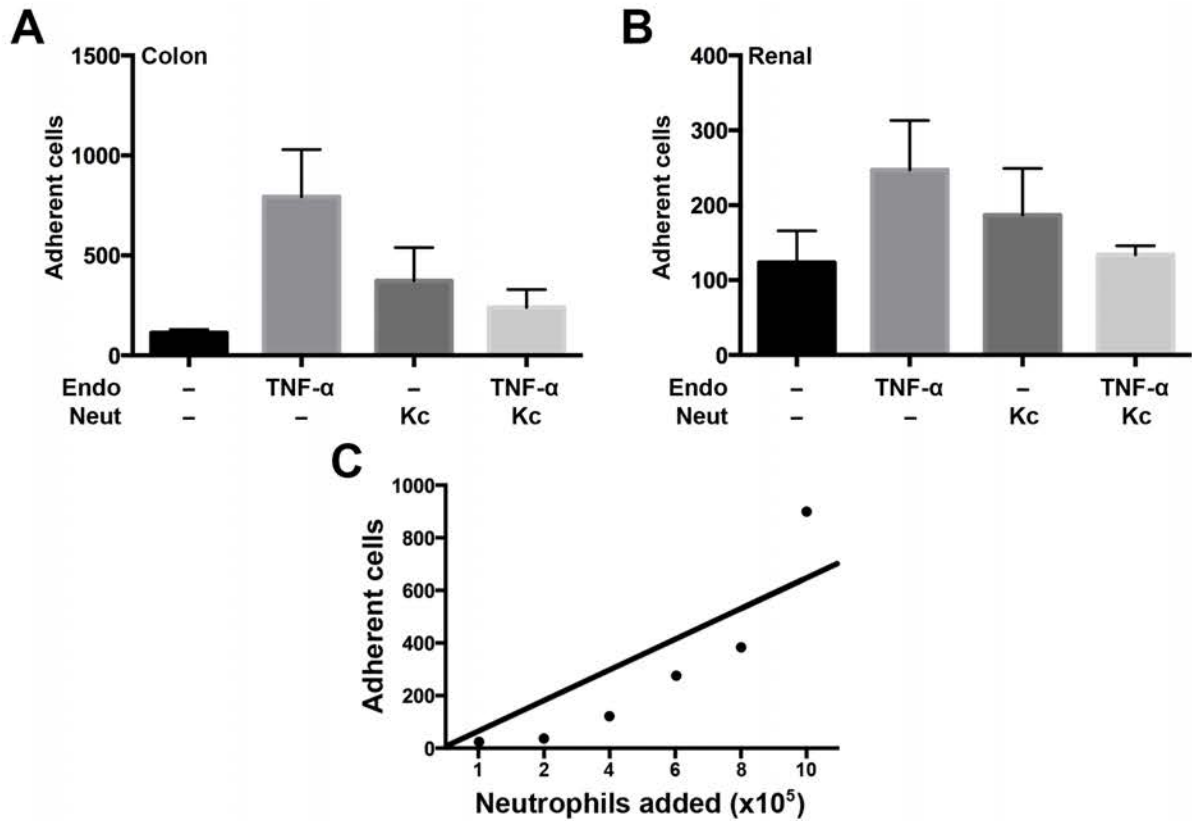 A
Colon
1500
1000
500
0
Adherent cells
Endo – TNF-α – TNF-α
Neut – – Kc Kc
B
Renal
400
300
200
100
0
Adherent cells
Endo – TNF-α – TNF-α
Neut – – Kc Kc
C
1000
800
600
400
200
0
Adherent cells
1 2 4 6 8 10
Neutrophils added (x10⁵)